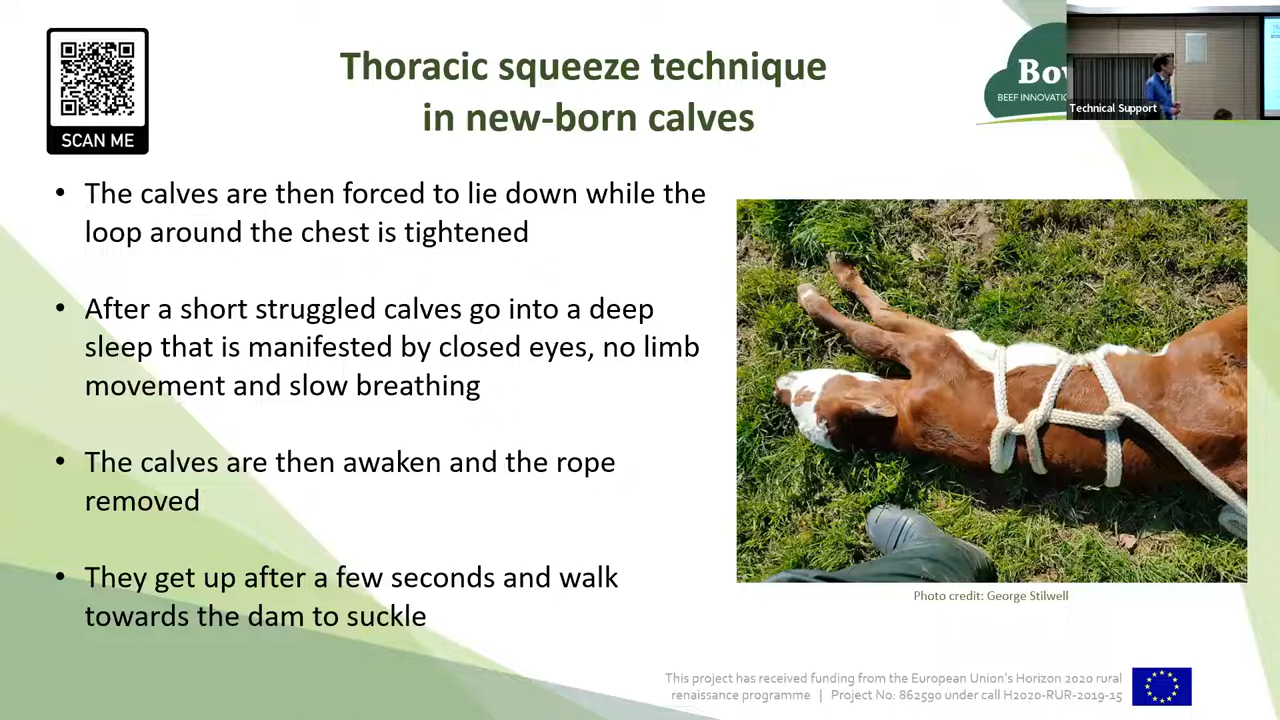 SCAN ME
Thoracic squeeze technique
in new-born calves
BEEF INNOVATIO
Technical Support
• The calves are then forced to lie down while the
loop around the chest is tightened
• After a short struggled calves go into a deep
sleep that is manifested by closed eyes, no limb
movement and slow breathing
• The calves are then awaken and the rope
removed
• They get up after a few seconds and walk
towards the dam to suckle
Photo credit: George Stilwell
This project has received funding from the European Union's Horizon 2020 rural
renaissance programme | Project No: 862590 under call H2020-RUR-2019-15